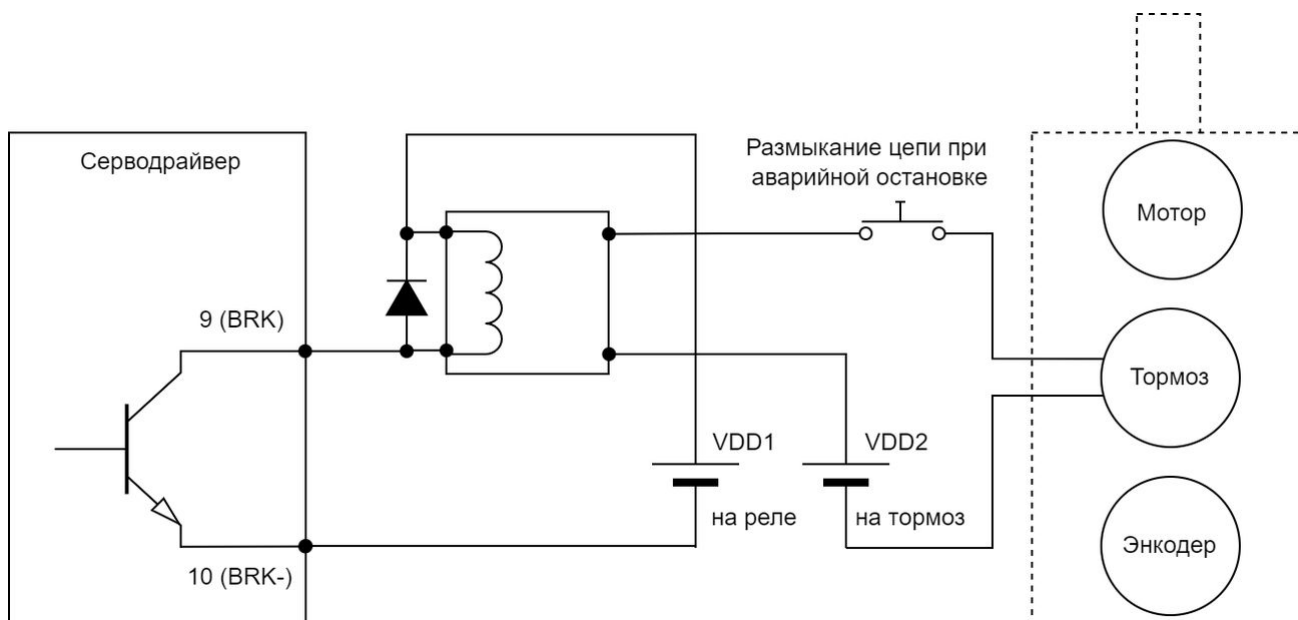 Серводрайвер
Размыкание цепи при
аварийной остановке
Мотор
9 (BRK)
Тормоз
VDD1
VDD2
на реле
на тормоз
Энкодер
10 (BRK-)